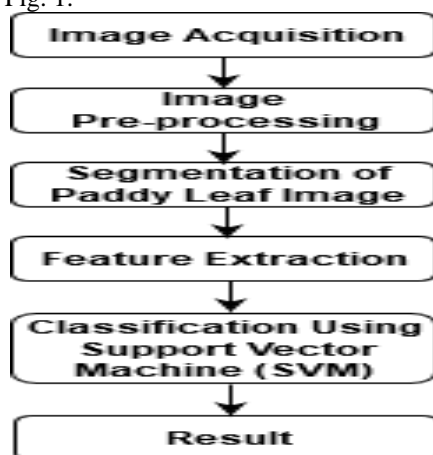 Fig. 1.
Image Acquisition
Image
Pre-processing
Segmentation of
Paddy Leaf Image
Feature Extraction
Classification Using
Support Vector
Machine (SVM)
Result